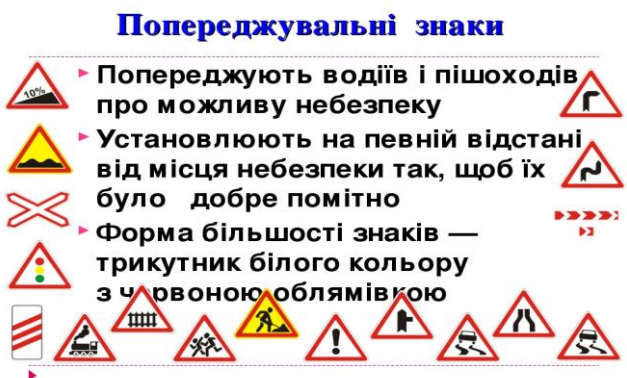 Попереджувальні знаки
Попереджують водіїв і пішоходів
про можливу небезпеку
Установлюють на певній відстані
від місця небезпеки так, щоб їх
було добре помітно
Форма більшості знаків —
трикутник білого кольору
з червоною облямівкою
10%